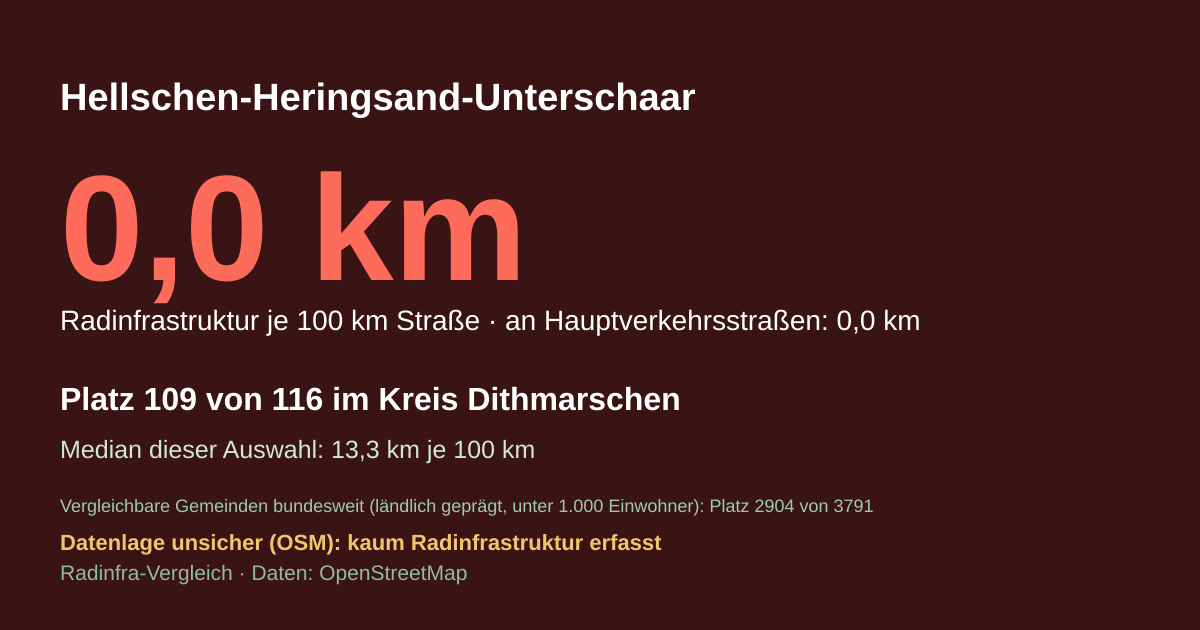 Hellschen-Heringsand-Unterschaar
0,0 km
Radinfrastruktur je 100 km Straße · an Hauptverkehrsstraßen: 0,0 km
Platz 109 von 116 im Kreis Dithmarschen
Median dieser Auswahl: 13,3 km je 100 km
Vergleichbare Gemeinden bundesweit (ländlich geprägt, unter 1.000 Einwohner): Platz 2904 von 3791
Datenlage unsicher (OSM): kaum Radinfrastruktur erfasst
Radinfra-Vergleich · Daten: OpenStreetMap